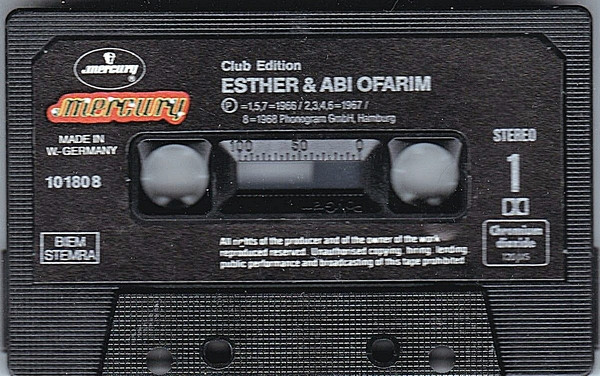 mercury
®
mercury
MADE IN
W.-GERMANY
10180 8
BIEM
STEMRA
Club Edition
ESTHER & ABI OFARIM
Ⓟ =1,5,7=1966 / 2,3,4,6=1967 /
8=1968 Phonogram GmbH, Hamburg
100 50 0
All rights of the producer and of the owner of the work
reproduced reserved. Unauthorised copying, hiring, lending
public performance and broadcasting of this tape prohibited
STEREO
1
Chromium
dioxide
120 µs